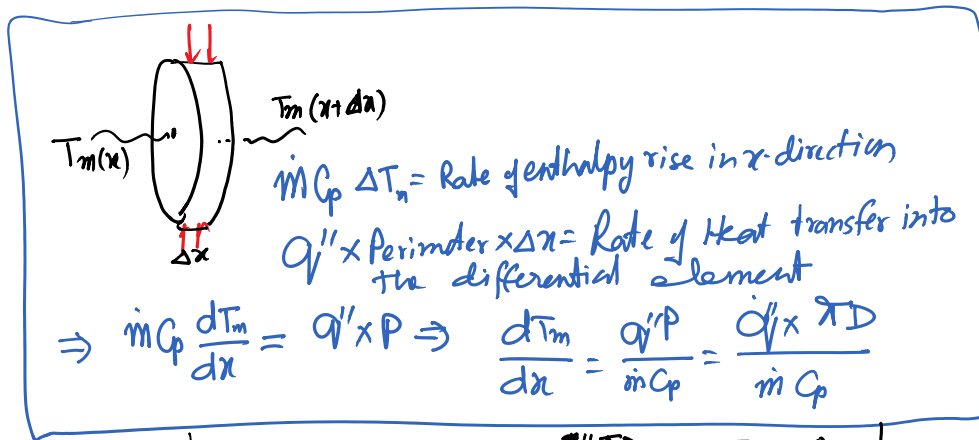 Tm(x)
Tm(x+Δx)
Δx
ṁ Cp ΔTm = Rate of enthalpy rise in x-direction
q'' × Perimeter × Δx = Rate of Heat transfer into
the differential element
⇒ ṁ Cp dTm/dx = q'' × P ⇒ dTm/dx = q''P/ṁCp = q̇'' × πD/ṁ Cp